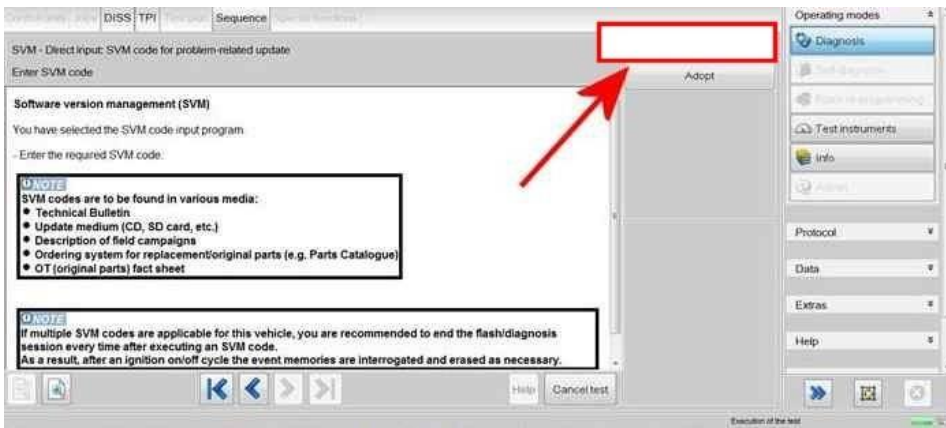 DISS
TPI
Sequence
Operating modes
SVM - Direct input: SVM code for problem-related update
Diagnosis
Enter SVM code
Adopt
Software version management (SVM)
You have selected the SVM code input program
Test instruments
- Enter the required SVM code.
Info
NOTE
SVM codes are to be found in various media:
• Technical Bulletin
• Update medium (CD, SD card, etc.)
• Description of field campaigns
• Ordering system for replacement/original parts (e.g. Parts Catalogue)
• OT (original parts) fact sheet
Protocol
Data
Extras
Help
NOTE
If multiple SVM codes are applicable for this vehicle, you are recommended to end the flash/diagnosis
session every time after executing an SVM code.
As a result, after an ignition on/off cycle the event memories are interrogated and erased as necessary.
Help
Cancel test
Execution of the test